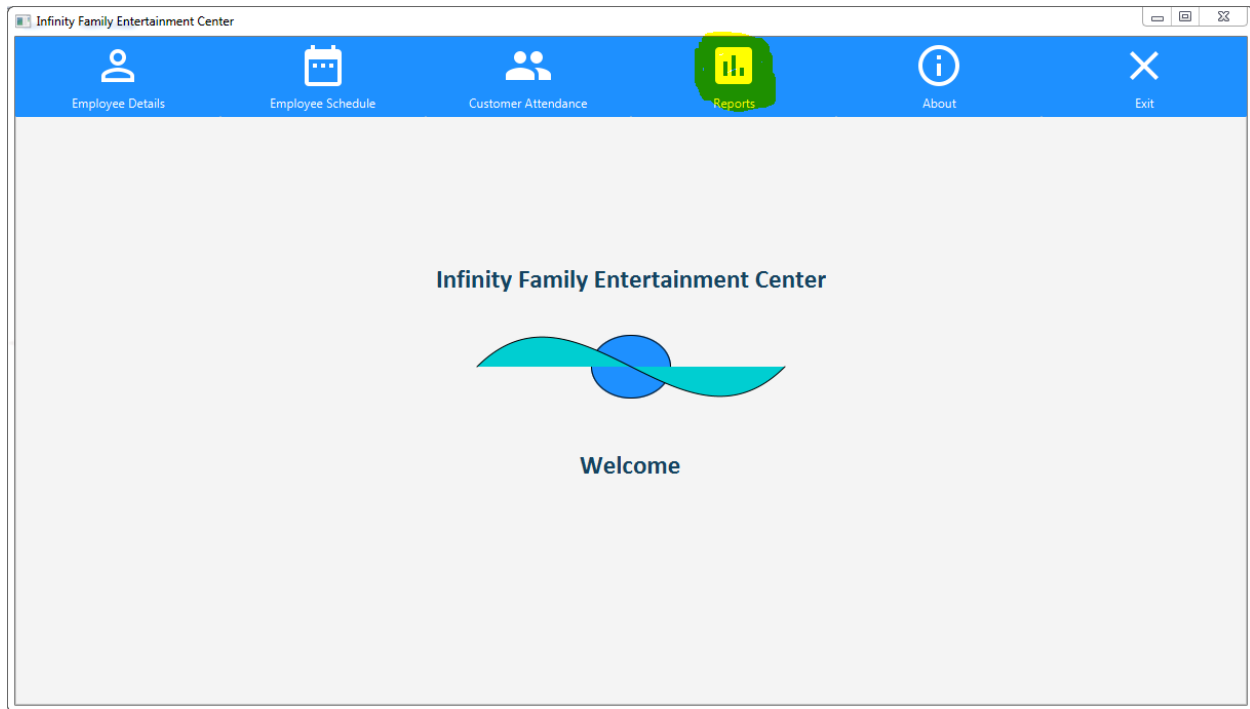 Infinity Family Entertainment Center
Employee Details Employee Schedule Customer Attendance Reports About Exit
Infinity Family Entertainment Center
Welcome